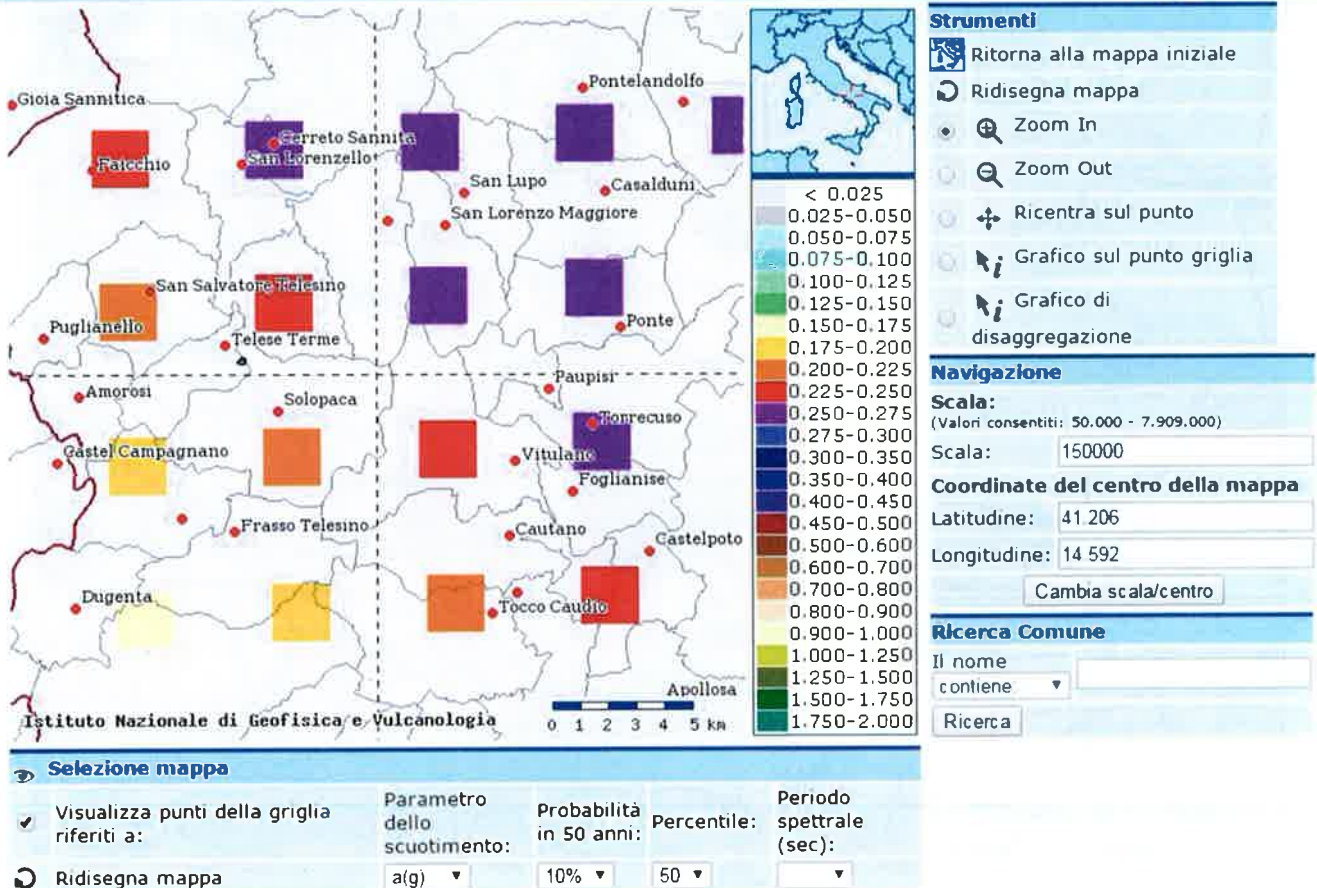 Gioia Sannitica
Pontelandolfo
Cerreto Sannita
Faicchio
San Lorenzello
San Lupo
Casalduni
San Lorenzo Maggiore
San Salvatore Telesino
Puglianello
Ponte
Telese Terme
Amorosi
Paupisi
Solopaca
Torrecuso
Castel Campagnano
Vitulano
Foglianise
Frasso Telesino
Cautano
Castelpoto
Dugenta
Tocco Caudio
Apollosa
Istituto Nazionale di Geofisica e Vulcanologia
0 1 2 3 4 5 km
< 0.025
0.025-0.050
0.050-0.075
0.075-0.100
0.100-0.125
0.125-0.150
0.150-0.175
0.175-0.200
0.200-0.225
0.225-0.250
0.250-0.275
0.275-0.300
0.300-0.350
0.350-0.400
0.400-0.450
0.450-0.500
0.500-0.600
0.600-0.700
0.700-0.800
0.800-0.900
0.900-1.000
1.000-1.250
1.250-1.500
1.500-1.750
1.750-2.000
Strumenti
Ritorna alla mappa iniziale
Ridisegna mappa
Zoom In
Zoom Out
Ricentra sul punto
Grafico sul punto griglia
Grafico di
disaggregazione
Navigazione
Scala:
(Valori consentiti: 50.000 - 7.909.000)
Scala: 150000
Coordinate del centro della mappa
Latitudine: 41.206
Longitudine: 14.592
Cambia scala/centro
Ricerca Comune
Il nome
contiene
Ricerca
Selezione mappa
Visualizza punti della griglia
riferiti a:
Parametro
dello
scuotimento:
Probabilità
in 50 anni:
Percentile:
Periodo
spettrale
(sec):
Ridisegna mappa
a(g)
10%
50